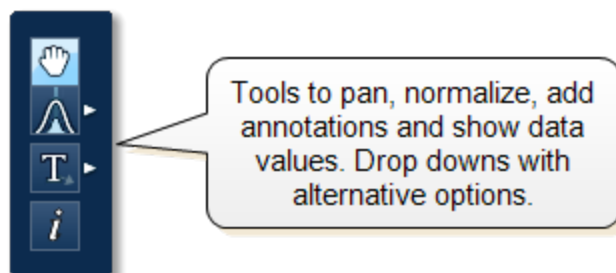 Tools to pan, normalize, add
annotations and show data
values. Drop downs with
alternative options.
T
i